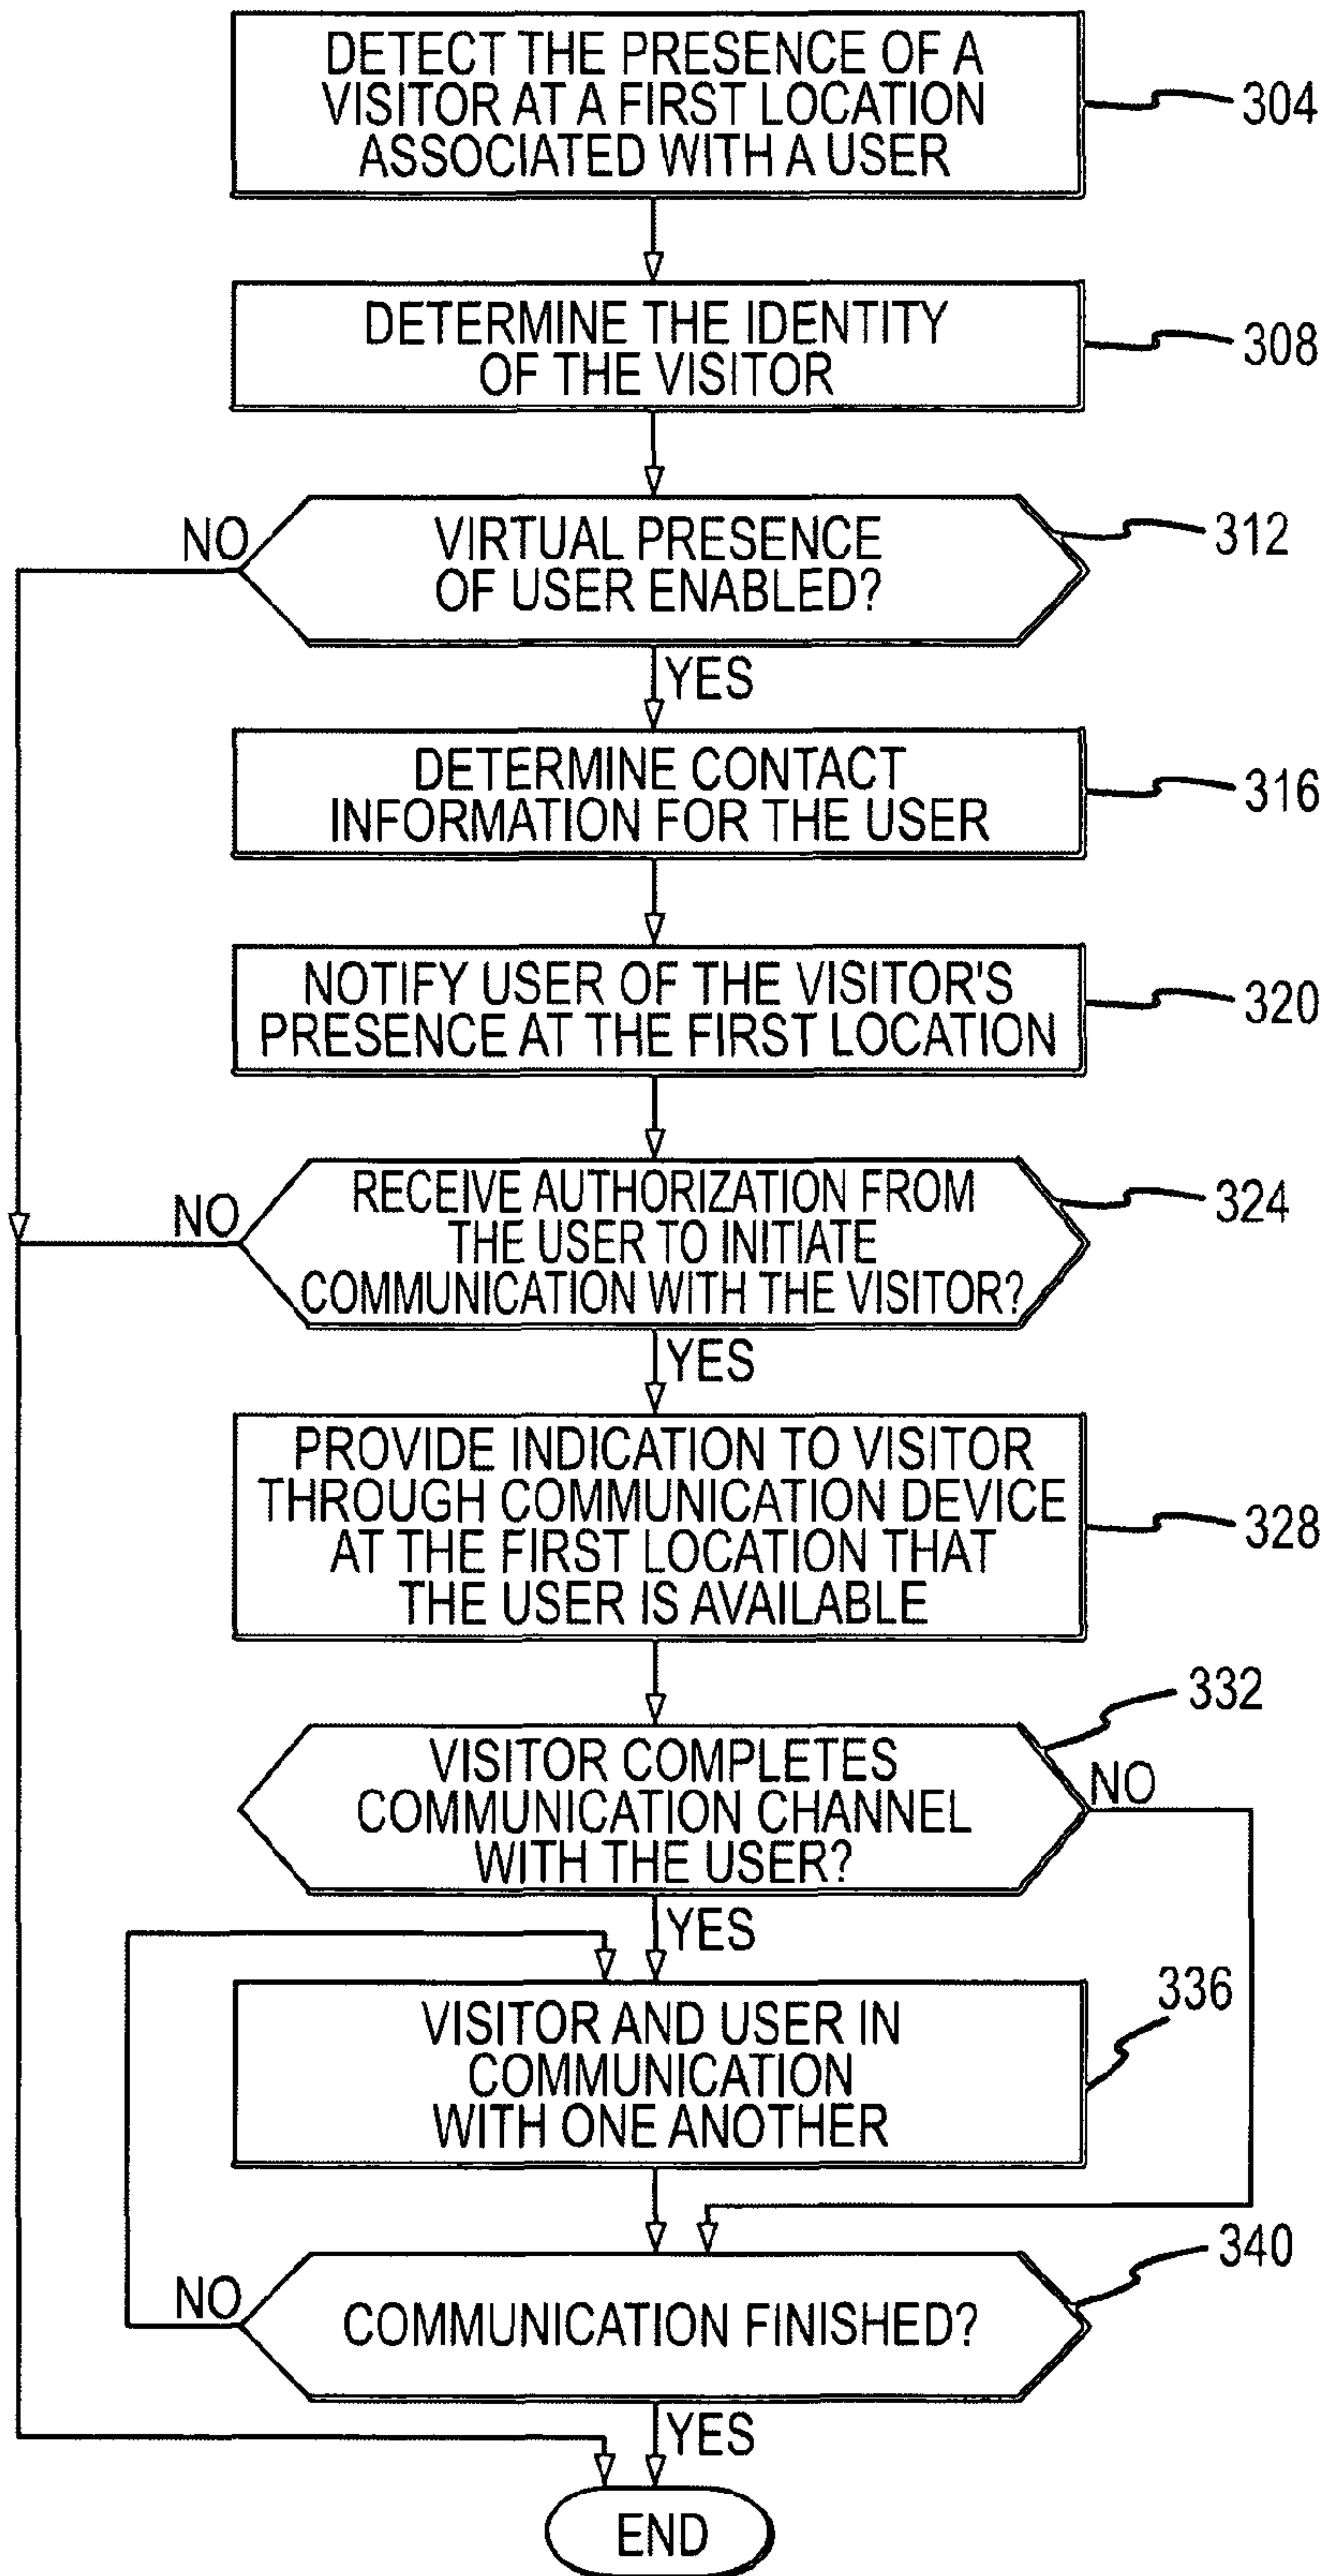 DETECT THE PRESENCE OF A
VISITOR AT A FIRST LOCATION
ASSOCIATED WITH A USER
304
DETERMINE THE IDENTITY
OF THE VISITOR
308
NO
VIRTUAL PRESENCE
OF USER ENABLED?
312
YES
DETERMINE CONTACT
INFORMATION FOR THE USER
316
NOTIFY USER OF THE VISITOR'S
PRESENCE AT THE FIRST LOCATION
320
NO
RECEIVE AUTHORIZATION FROM
THE USER TO INITIATE
COMMUNICATION WITH THE VISITOR?
324
YES
PROVIDE INDICATION TO VISITOR
THROUGH COMMUNICATION DEVICE
AT THE FIRST LOCATION THAT
THE USER IS AVAILABLE
328
332
VISITOR COMPLETES
COMMUNICATION CHANNEL
WITH THE USER?
NO
YES
336
VISITOR AND USER IN
COMMUNICATION
WITH ONE ANOTHER
340
NO
COMMUNICATION FINISHED?
YES
END